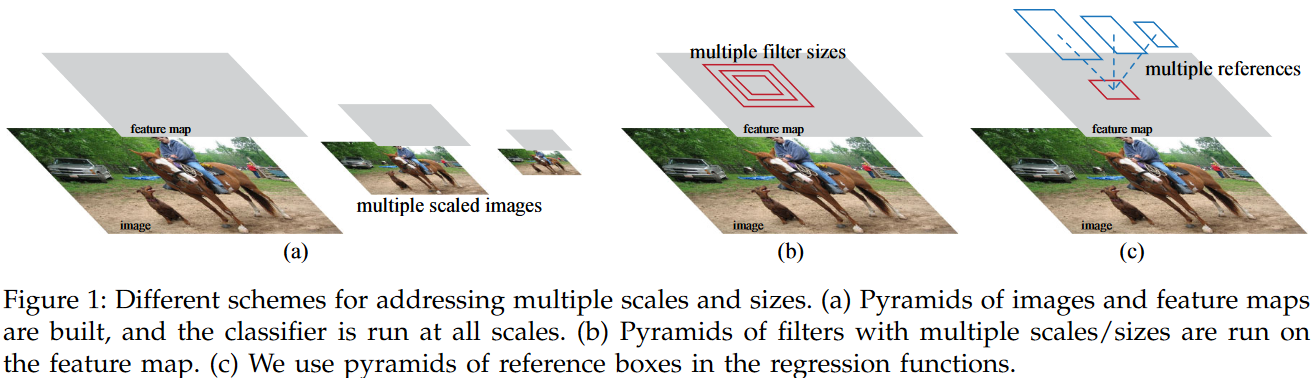 multiple filter sizes
multiple references
feature map
feature map
feature map
multiple scaled images
image
image
image
(a)
(b)
(c)
Figure 1: Different schemes for addressing multiple scales and sizes. (a) Pyramids of images and feature maps
are built, and the classifier is run at all scales. (b) Pyramids of filters with multiple scales/sizes are run on
the feature map. (c) We use pyramids of reference boxes in the regression functions.